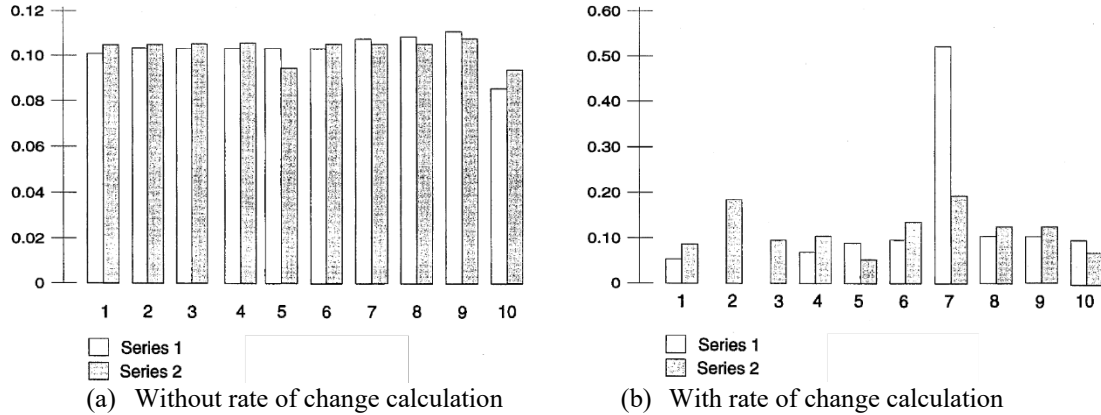 0.12
0.10
0.08
0.06
0.04
0.02
0
1 2 3 4 5 6 7 8 9 10
Series 1
Series 2
(a) Without rate of change calculation
0.60
0.50
0.40
0.30
0.20
0.10
0
1 2 3 4 5 6 7 8 9 10
Series 1
Series 2
(b) With rate of change calculation